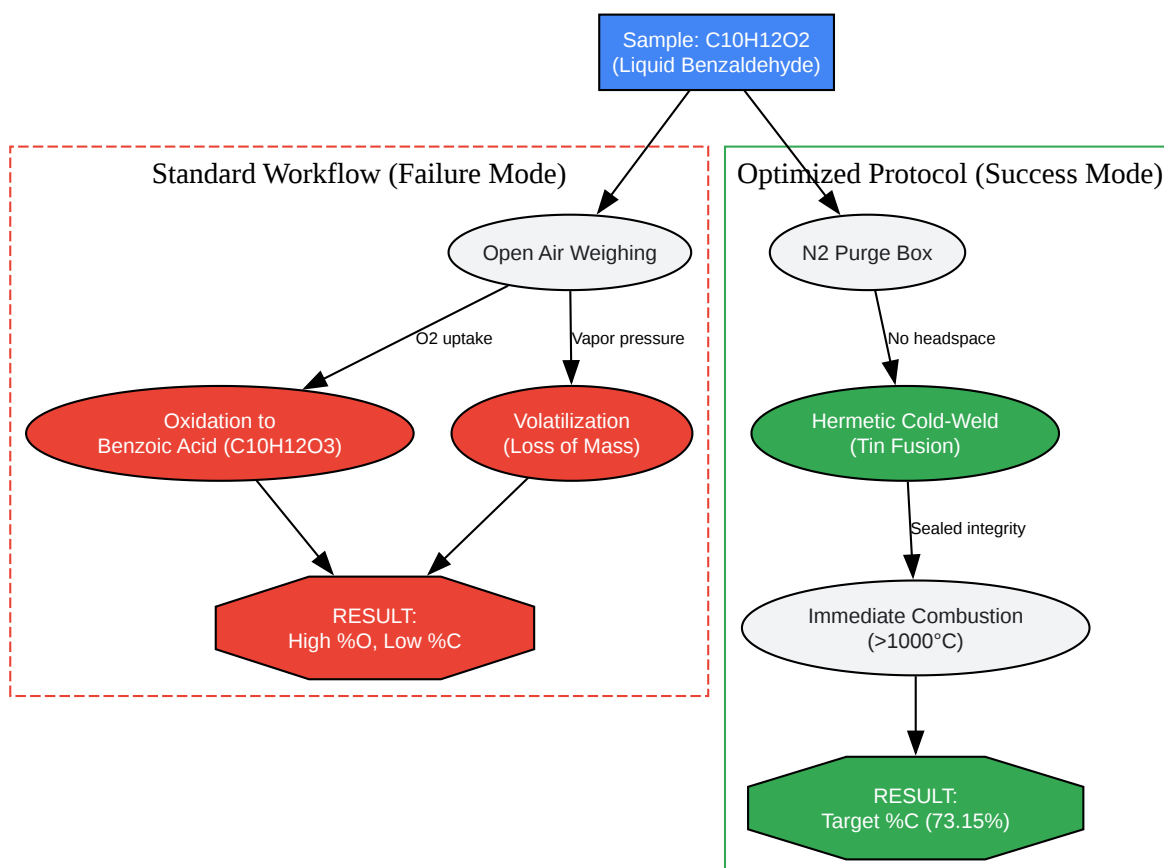 Sample: C10H12O2
(Liquid Benzaldehyde)
Standard Workflow (Failure Mode)
Optimized Protocol (Success Mode)
Open Air Weighing
N2 Purge Box
O2 uptake
Vapor pressure
No headspace
Oxidation to
Benzoic Acid (C10H12O3)
Volatilization
(Loss of Mass)
Hermetic Cold-Weld
(Tin Fusion)
Sealed integrity
RESULT:
High %O, Low %C
Immediate Combustion
(>1000°C)
RESULT:
Target %C (73.15%)